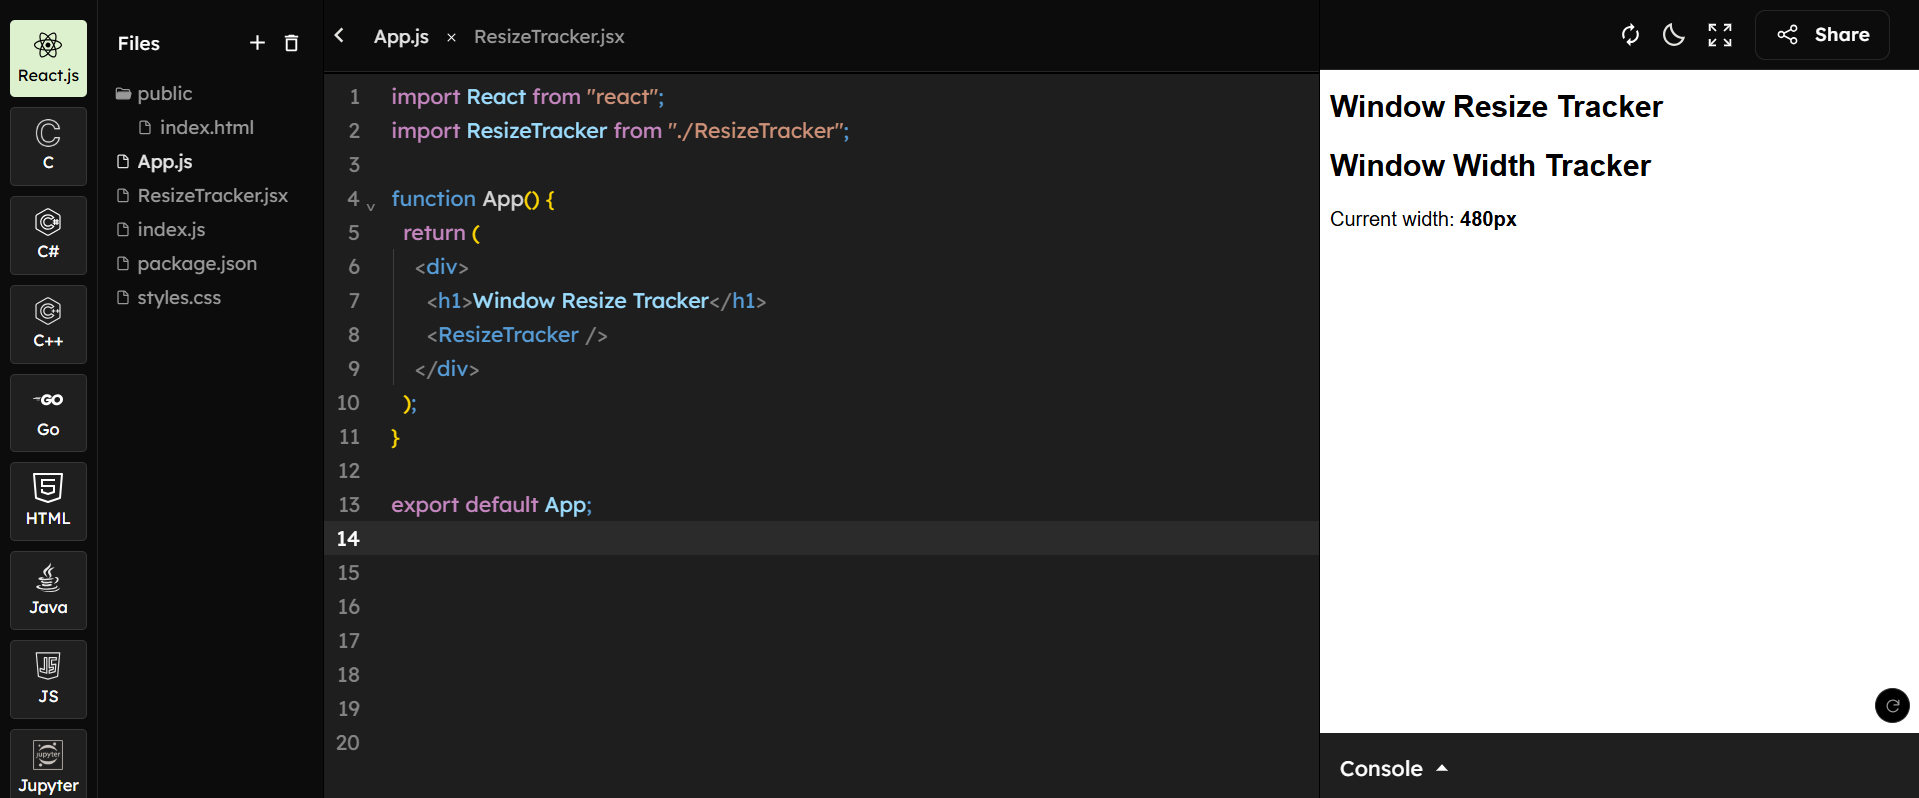 React.js
C
C#
C++
GO
Go
HTML
Java
JS
JS
jupyter
Jupyter
Files
public
index.html
App.js
ResizeTracker.jsx
index.js
package.json
styles.css
App.js × ResizeTracker.jsx
1 import React from "react";
2 import ResizeTracker from "./ResizeTracker";
3
4 function App() {
5 return (
6 <div>
7 <h1>Window Resize Tracker</h1>
8 <ResizeTracker />
9 </div>
10 );
11 }
12
13 export default App;
14
15
16
17
18
19
20
Share
Window Resize Tracker
Window Width Tracker
Current width: 480px
Console